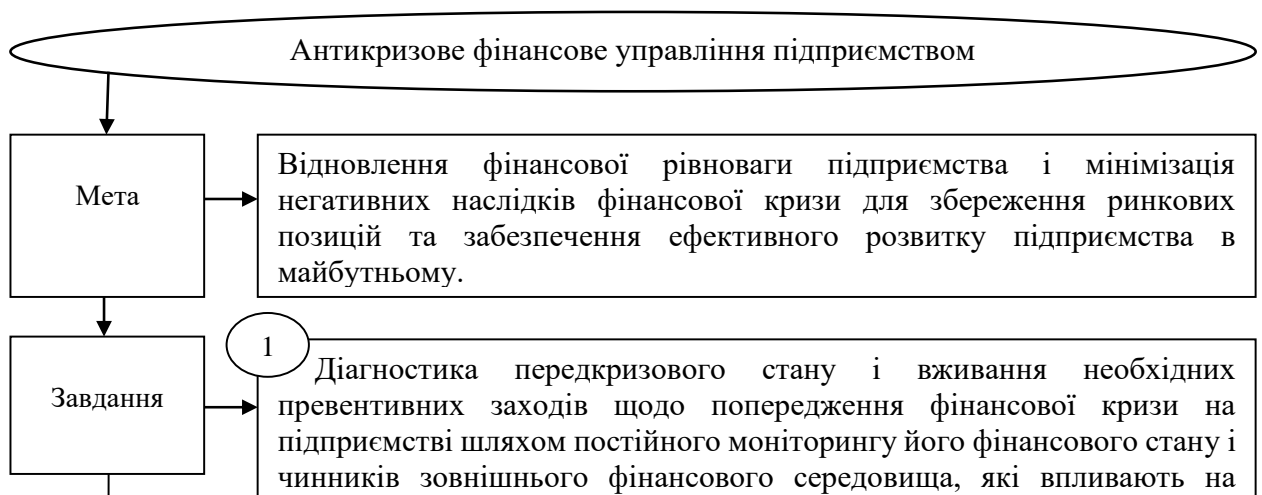 Антикризове фінансове управління підприємством
Мета
Відновлення фінансової рівноваги підприємства і мінімізація
негативних наслідків фінансової кризи для збереження ринкових
позицій та забезпечення ефективного розвитку підприємства в
майбутньому.
Завдання
1
Діагностика передкризового стану і вживання необхідних
превентивних заходів щодо попередження фінансової кризи на
підприємстві шляхом постійного моніторингу його фінансового стану і
чинників зовнішнього фінансового середовища, які впливають на